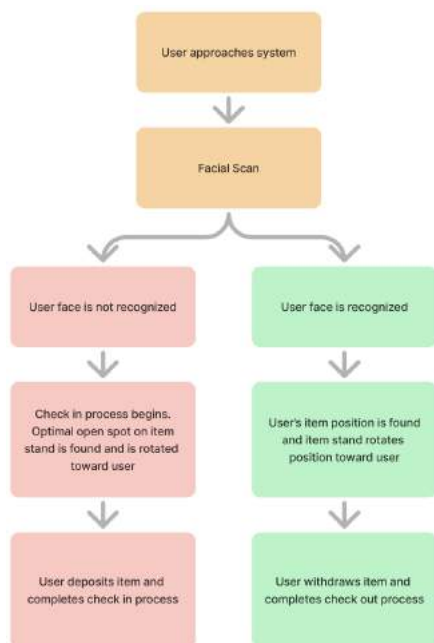 User approaches system
Facial Scan
User face is not recognized
User face is recognized
Check in process begins.
Optimal open spot on item
stand is found and is rotated
toward user
User's item position is found
and item stand rotates
position toward user
User deposits item and
completes check in process
User withdraws item and
completes check out process